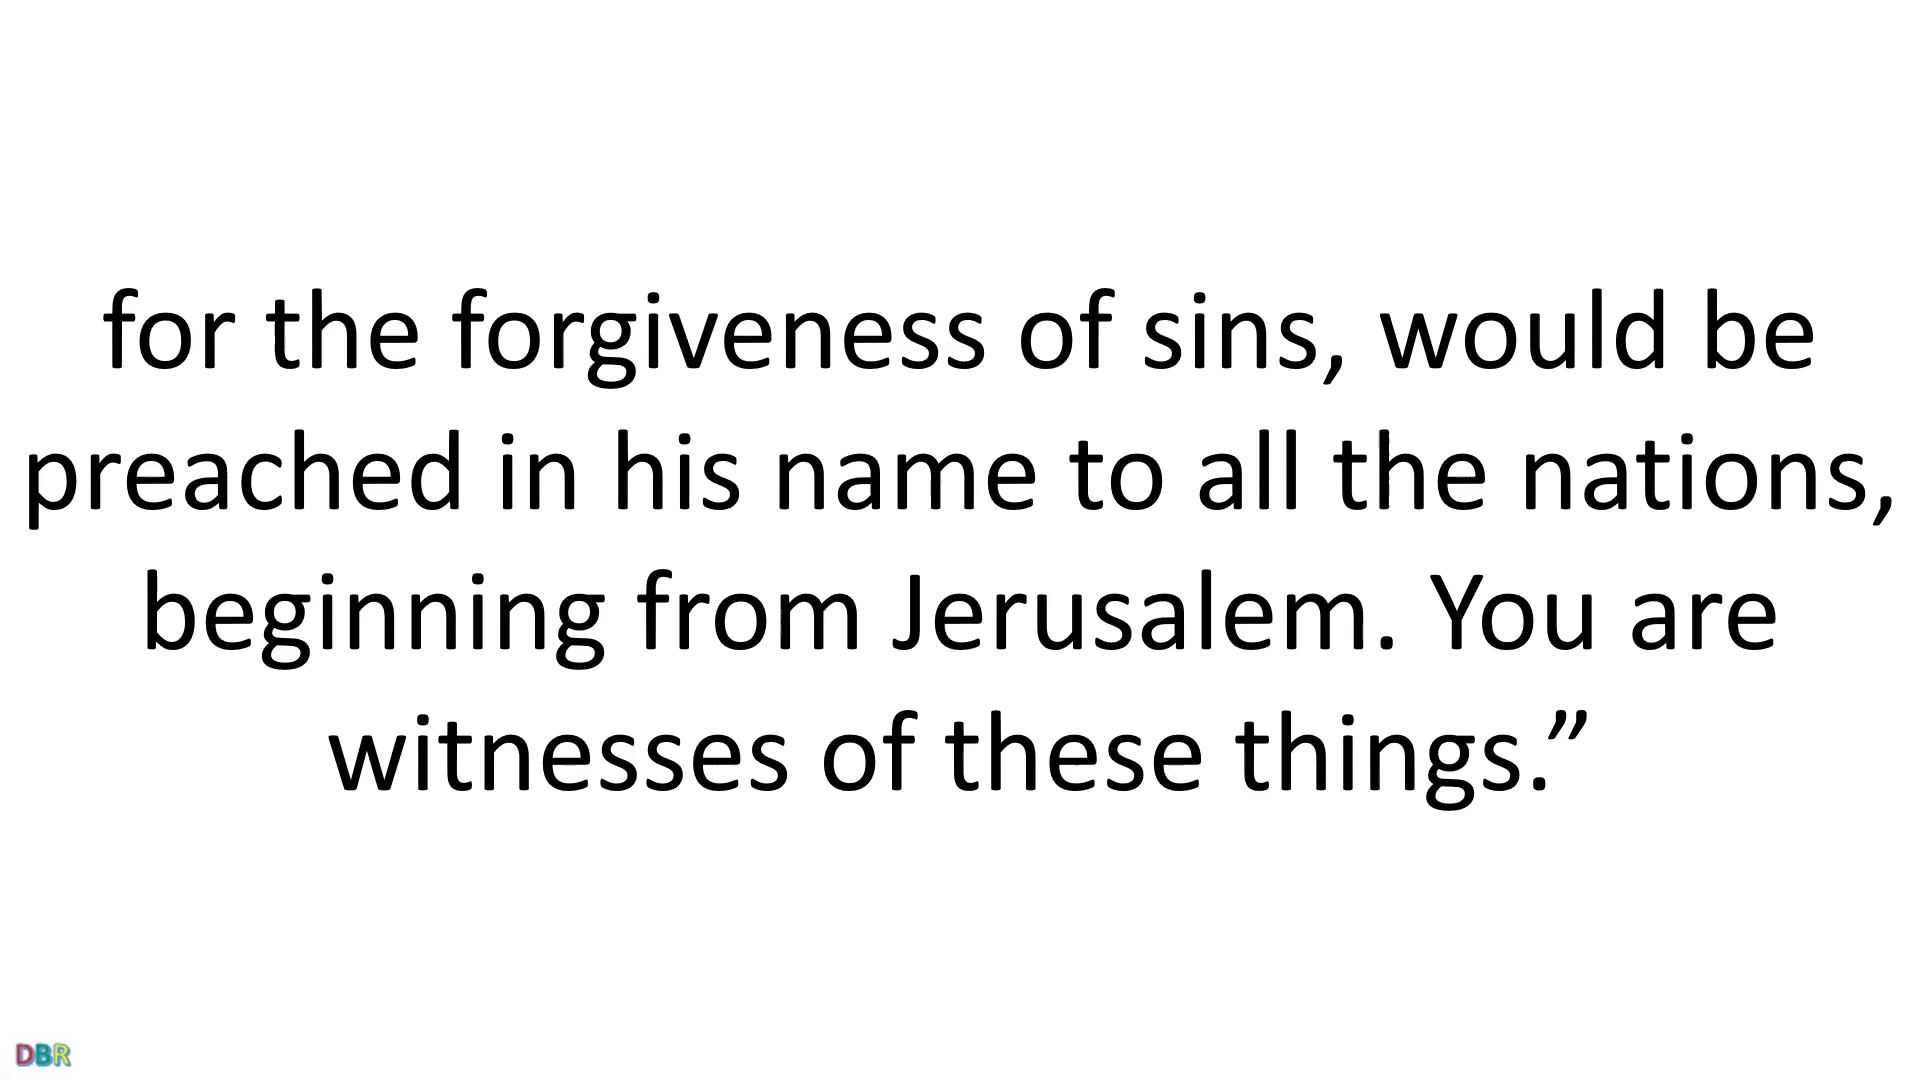 for the forgiveness of sins, would be
preached in his name to all the nations,
beginning from Jerusalem. You are
witnesses of these things.”
DBR